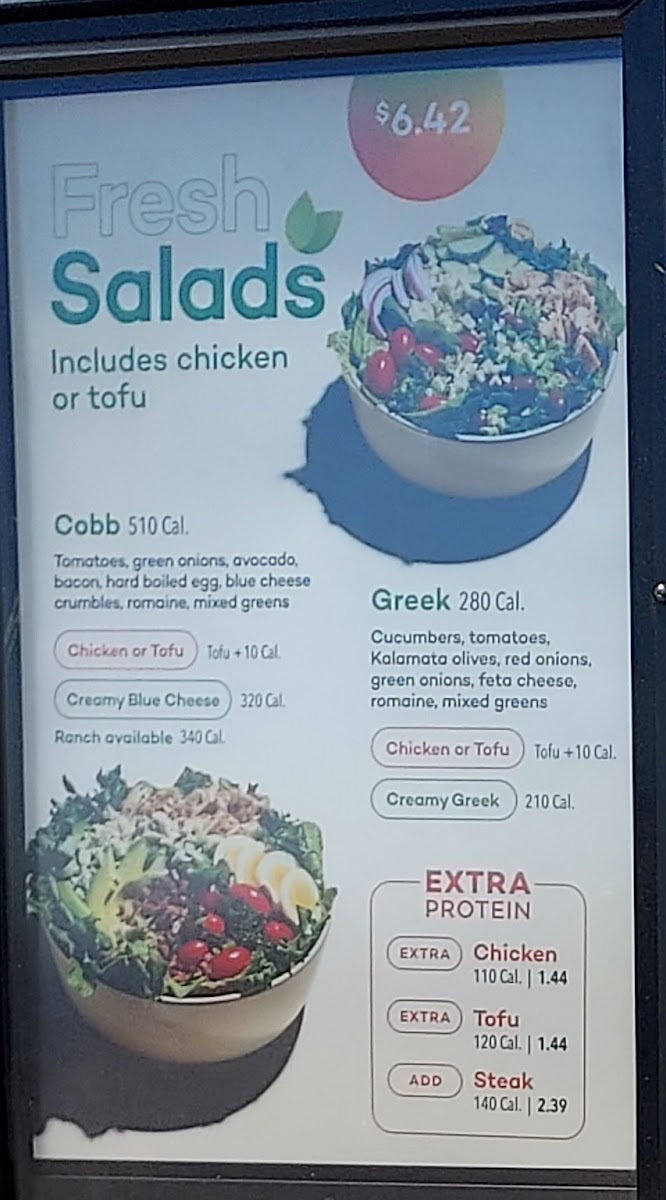 $6.42
Fresh
Salads
Includes chicken
or tofu
Cobb 510 Cal.
Tomatoes, green onions, avocado,
bacon, hard boiled egg, blue cheese
crumbles, romaine, mixed greens
Chicken or Tofu Tofu +10 Cal.
Creamy Blue Cheese 320 Cal.
Ranch available 340 Cal.
Greek 280 Cal.
Cucumbers, tomatoes,
Kalamata olives, red onions,
green onions, feta cheese,
romaine, mixed greens
Chicken or Tofu Tofu +10 Cal.
Creamy Greek 210 Cal.
EXTRA
PROTEIN
EXTRA Chicken
110 Cal. | 1.44
EXTRA Tofu
120 Cal. | 1.44
ADD Steak
140 Cal. | 2.39